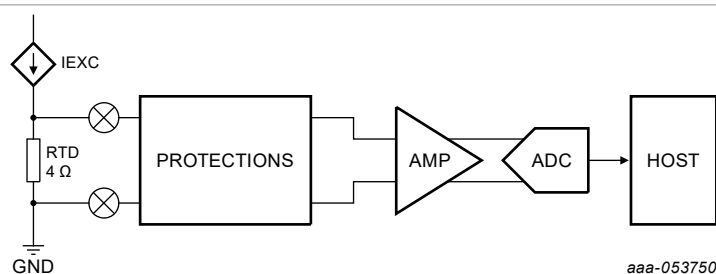 IEXC
RTD
4 Ω
PROTECTIONS
AMP
ADC
HOST
GND
aaa-053750